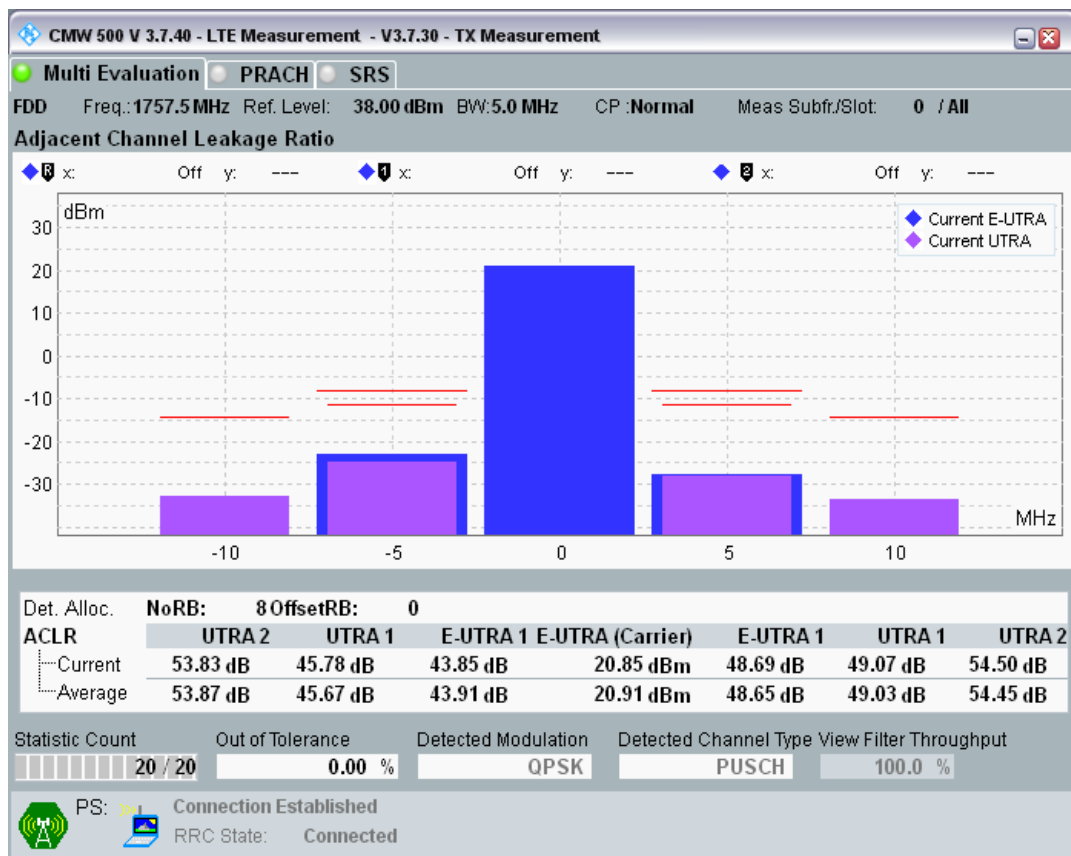 CMW 500 V 3.7.40 - LTE Measurement - V3.7.30 - TX Measurement
Multi Evaluation PRACH SRS
FDD Freq.: 1757.5 MHz Ref. Level: 38.00 dBm BW: 5.0 MHz CP : Normal Meas Subfr./Slot: 0 / All
Adjacent Channel Leakage Ratio
R x: Off y: --- 1 x: Off y: --- 2 x: Off y: ---
dBm
Current E-UTRA
Current UTRA
30
20
10
0
-10
-20
-30
MHz
-10 -5 0 5 10
Det. Alloc. NoRB: 8 OffsetRB: 0
ACLR UTRA 2 UTRA 1 E-UTRA 1 E-UTRA (Carrier) E-UTRA 1 UTRA 1 UTRA 2
Current 53.83 dB 45.78 dB 43.85 dB 20.85 dBm 48.69 dB 49.07 dB 54.50 dB
Average 53.87 dB 45.67 dB 43.91 dB 20.91 dBm 48.65 dB 49.03 dB 54.45 dB
Statistic Count Out of Tolerance Detected Modulation Detected Channel Type View Filter Throughput
20 / 20 0.00 % QPSK PUSCH 100.0 %
PS: Connection Established
RRC State: Connected